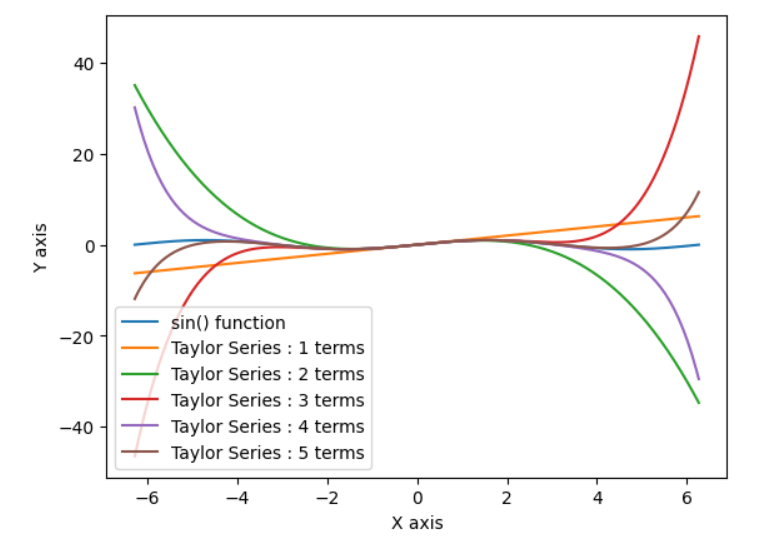 40
20
0
−20
−40
Y axis
sin() function
Taylor Series : 1 terms
Taylor Series : 2 terms
Taylor Series : 3 terms
Taylor Series : 4 terms
Taylor Series : 5 terms
−6 −4 −2 0 2 4 6
X axis